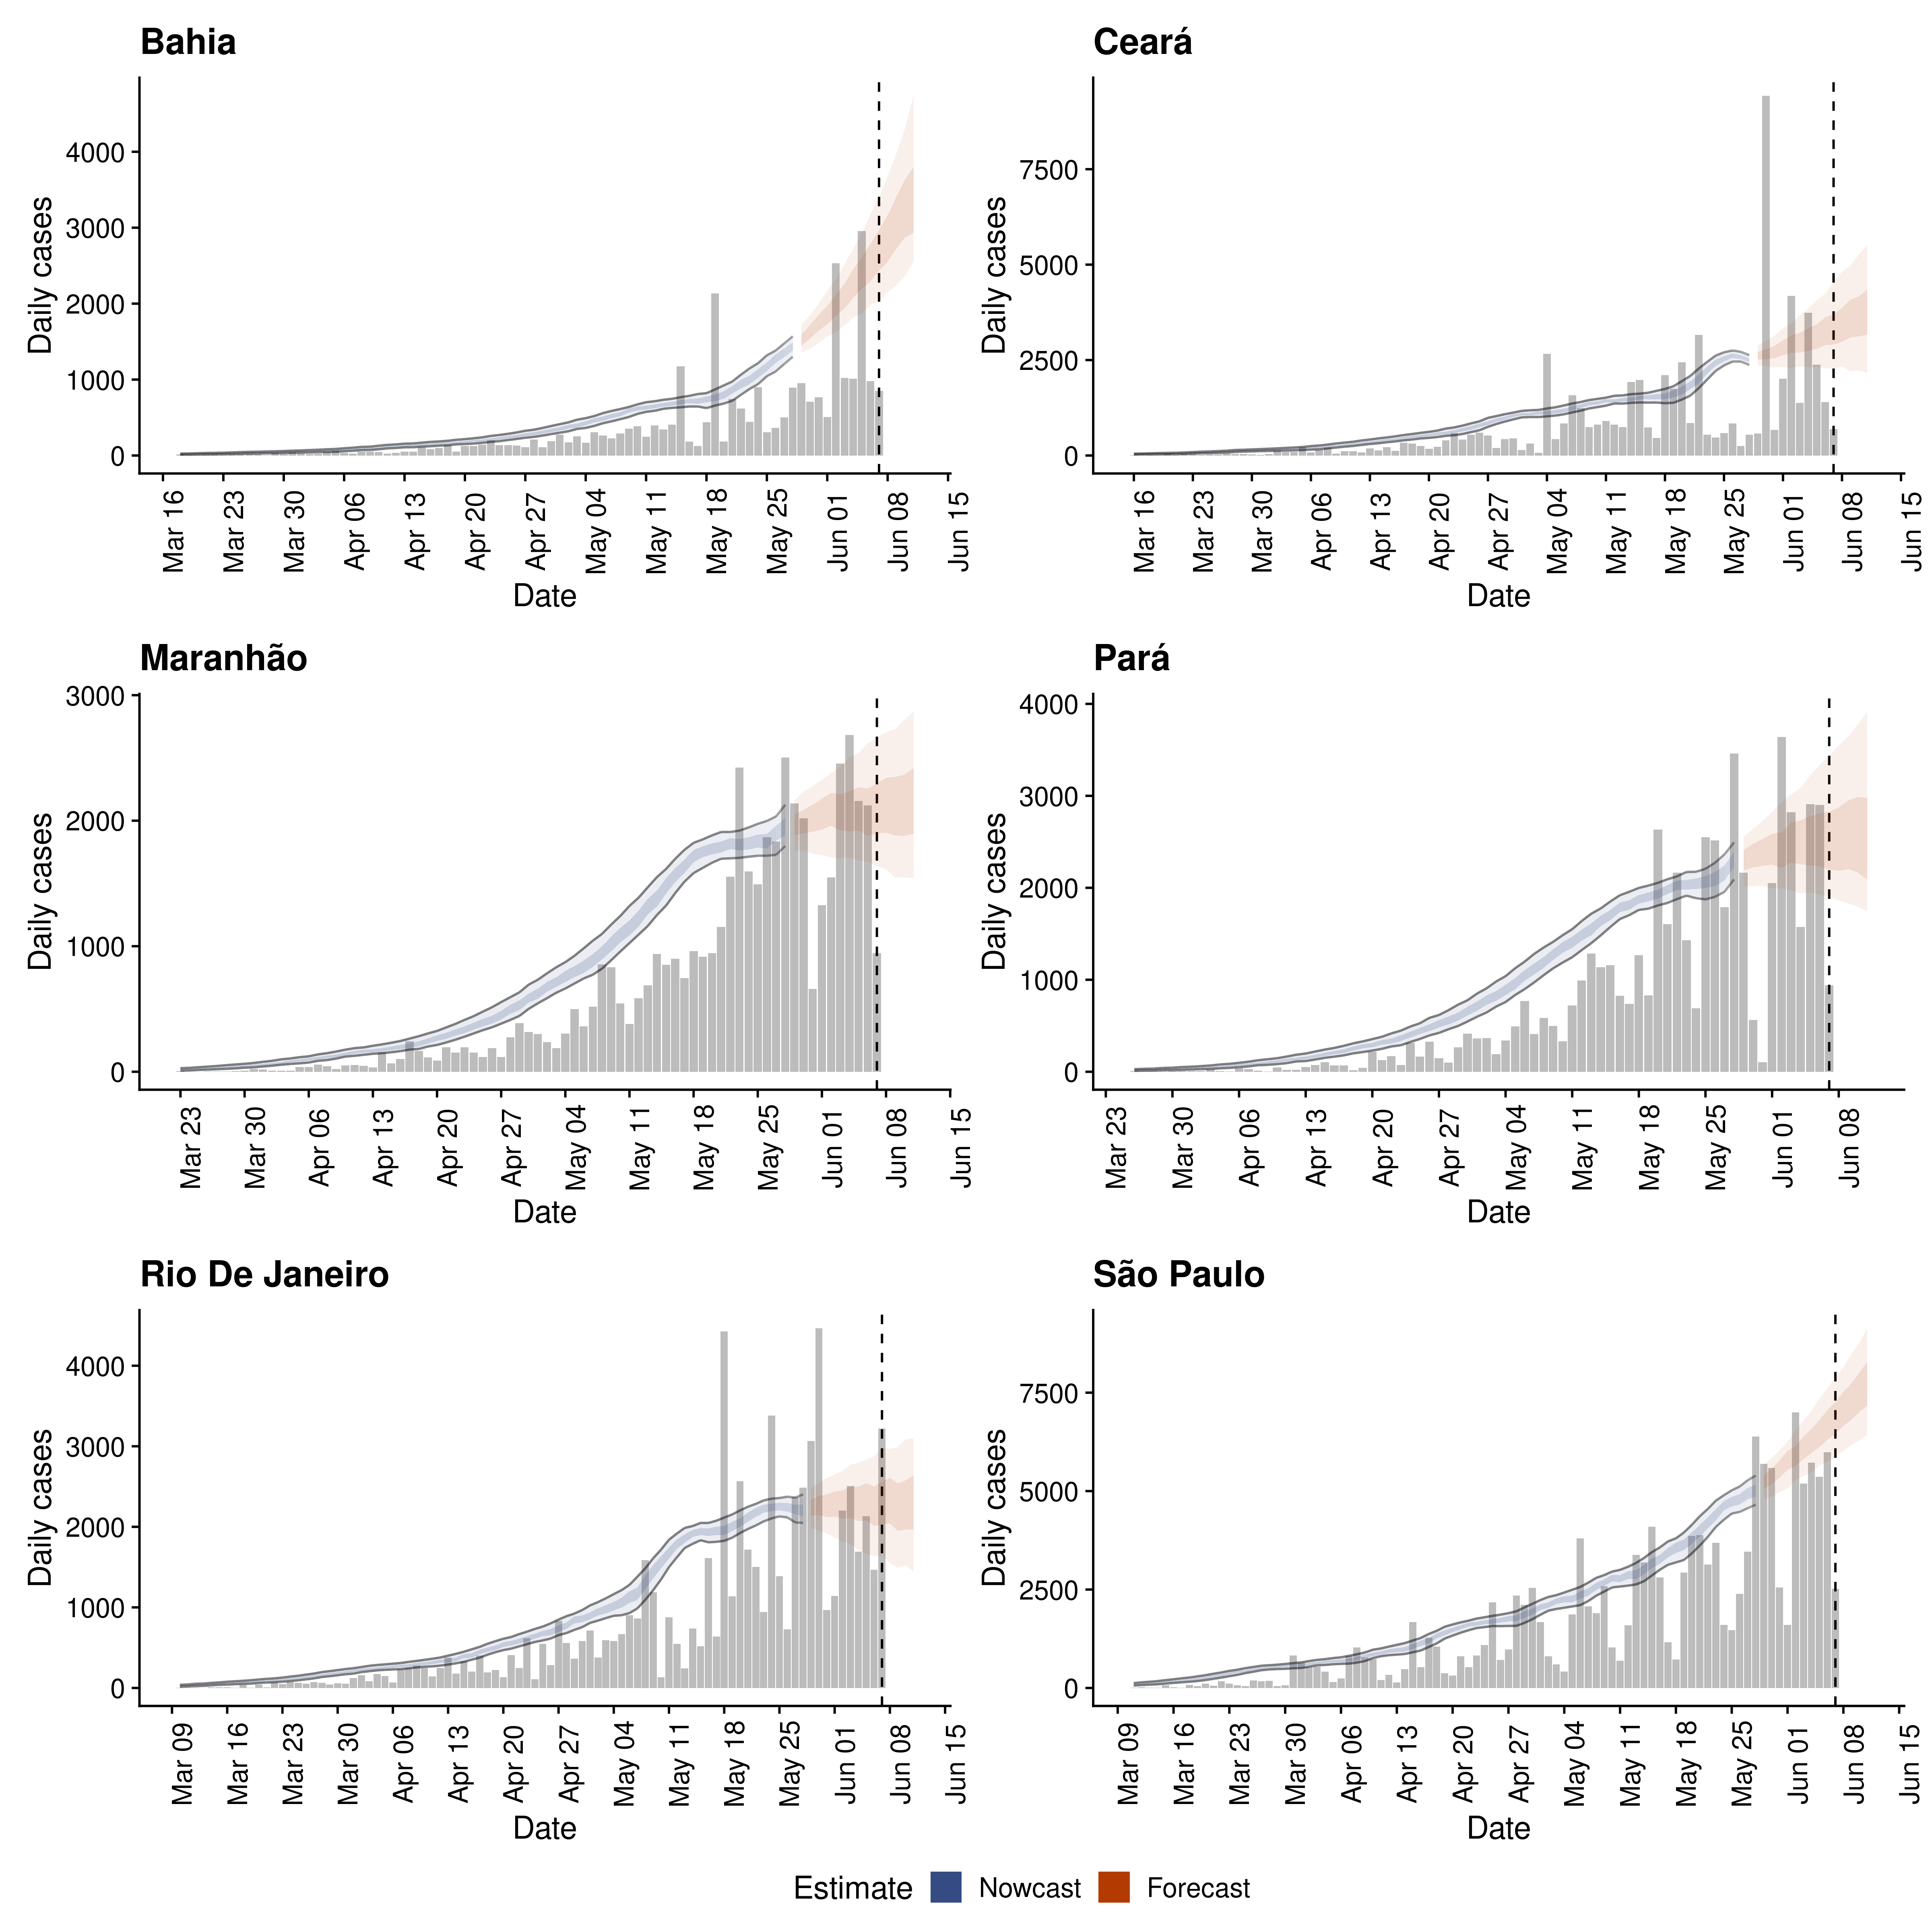 Bahia
Daily cases
4000
3000
2000
1000
0
Mar 16
Mar 23
Mar 30
Apr 06
Apr 13
Apr 20
Apr 27
May 04
May 11
May 18
May 25
Jun 01
Jun 08
Jun 15
Date
Ceará
Daily cases
7500
5000
2500
0
Mar 16
Mar 23
Mar 30
Apr 06
Apr 13
Apr 20
Apr 27
May 04
May 11
May 18
May 25
Jun 01
Jun 08
Jun 15
Date
Maranhão
Daily cases
3000
2000
1000
0
Mar 23
Mar 30
Apr 06
Apr 13
Apr 20
Apr 27
May 04
May 11
May 18
May 25
Jun 01
Jun 08
Jun 15
Date
Pará
Daily cases
4000
3000
2000
1000
0
Mar 23
Mar 30
Apr 06
Apr 13
Apr 20
Apr 27
May 04
May 11
May 18
May 25
Jun 01
Jun 08
Date
Rio De Janeiro
Daily cases
4000
3000
2000
1000
0
Mar 09
Mar 16
Mar 23
Mar 30
Apr 06
Apr 13
Apr 20
Apr 27
May 04
May 11
May 18
May 25
Jun 01
Jun 08
Jun 15
Date
São Paulo
Daily cases
7500
5000
2500
0
Mar 09
Mar 16
Mar 23
Mar 30
Apr 06
Apr 13
Apr 20
Apr 27
May 04
May 11
May 18
May 25
Jun 01
Jun 08
Jun 15
Date
Estimate Nowcast Forecast